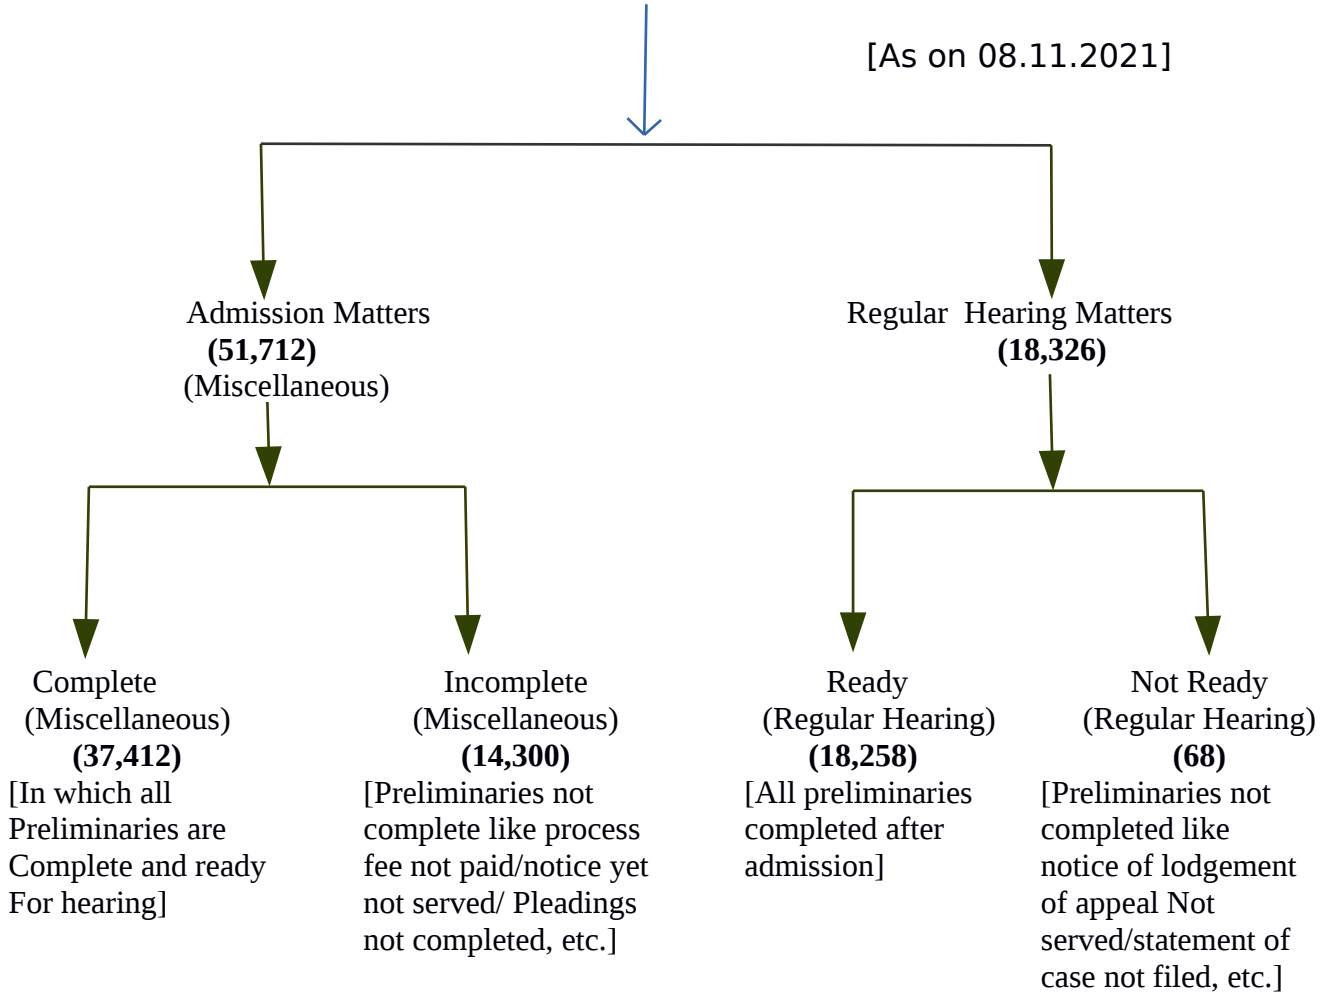 [As on 08.11.2021]
Admission Matters
(51,712)
(Miscellaneous)
Regular Hearing Matters
(18,326)
Complete
(Miscellaneous)
(37,412)
[In which all
Preliminaries are
Complete and ready
For hearing]
Incomplete
(Miscellaneous)
(14,300)
[Preliminaries not
complete like process
fee not paid/notice yet
not served/ Pleadings
not completed, etc.]
Ready
(Regular Hearing)
(18,258)
[All preliminaries
completed after
admission]
Not Ready
(Regular Hearing)
(68)
[Preliminaries not
completed like
notice of lodgement
of appeal Not
served/statement of
case not filed, etc.]